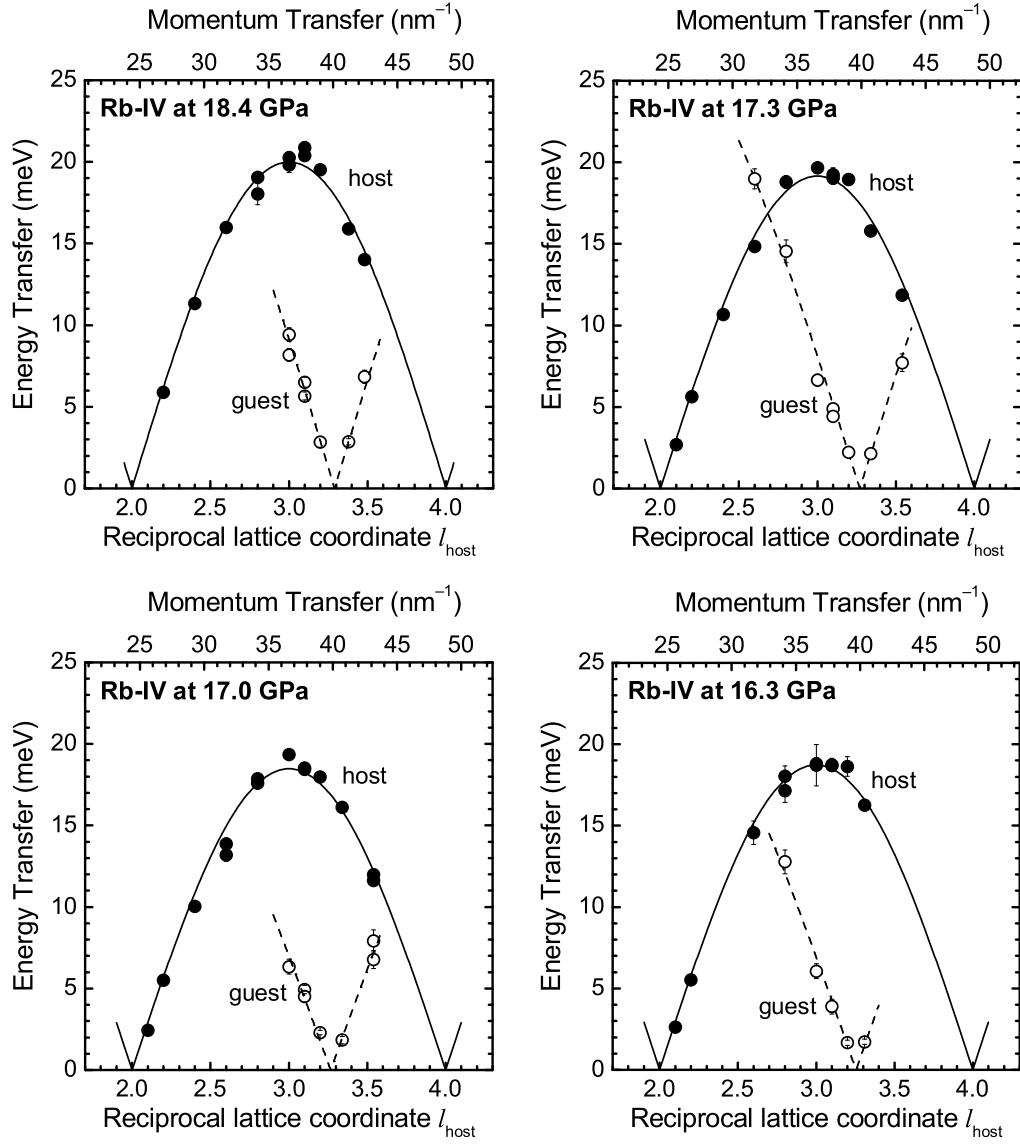 Momentum Transfer (nm⁻¹)
25 30 35 40 45 50
Rb-IV at 18.4 GPa
host
guest
Energy Transfer (meV)
25
20
15
10
5
0
2.0 2.5 3.0 3.5 4.0
Reciprocal lattice coordinate l_host
Momentum Transfer (nm⁻¹)
25 30 35 40 45 50
Rb-IV at 17.3 GPa
host
guest
Energy Transfer (meV)
25
20
15
10
5
0
2.0 2.5 3.0 3.5 4.0
Reciprocal lattice coordinate l_host
Momentum Transfer (nm⁻¹)
25 30 35 40 45 50
Rb-IV at 17.0 GPa
host
guest
Energy Transfer (meV)
25
20
15
10
5
0
2.0 2.5 3.0 3.5 4.0
Reciprocal lattice coordinate l_host
Momentum Transfer (nm⁻¹)
25 30 35 40 45 50
Rb-IV at 16.3 GPa
host
guest
Energy Transfer (meV)
25
20
15
10
5
0
2.0 2.5 3.0 3.5 4.0
Reciprocal lattice coordinate l_host